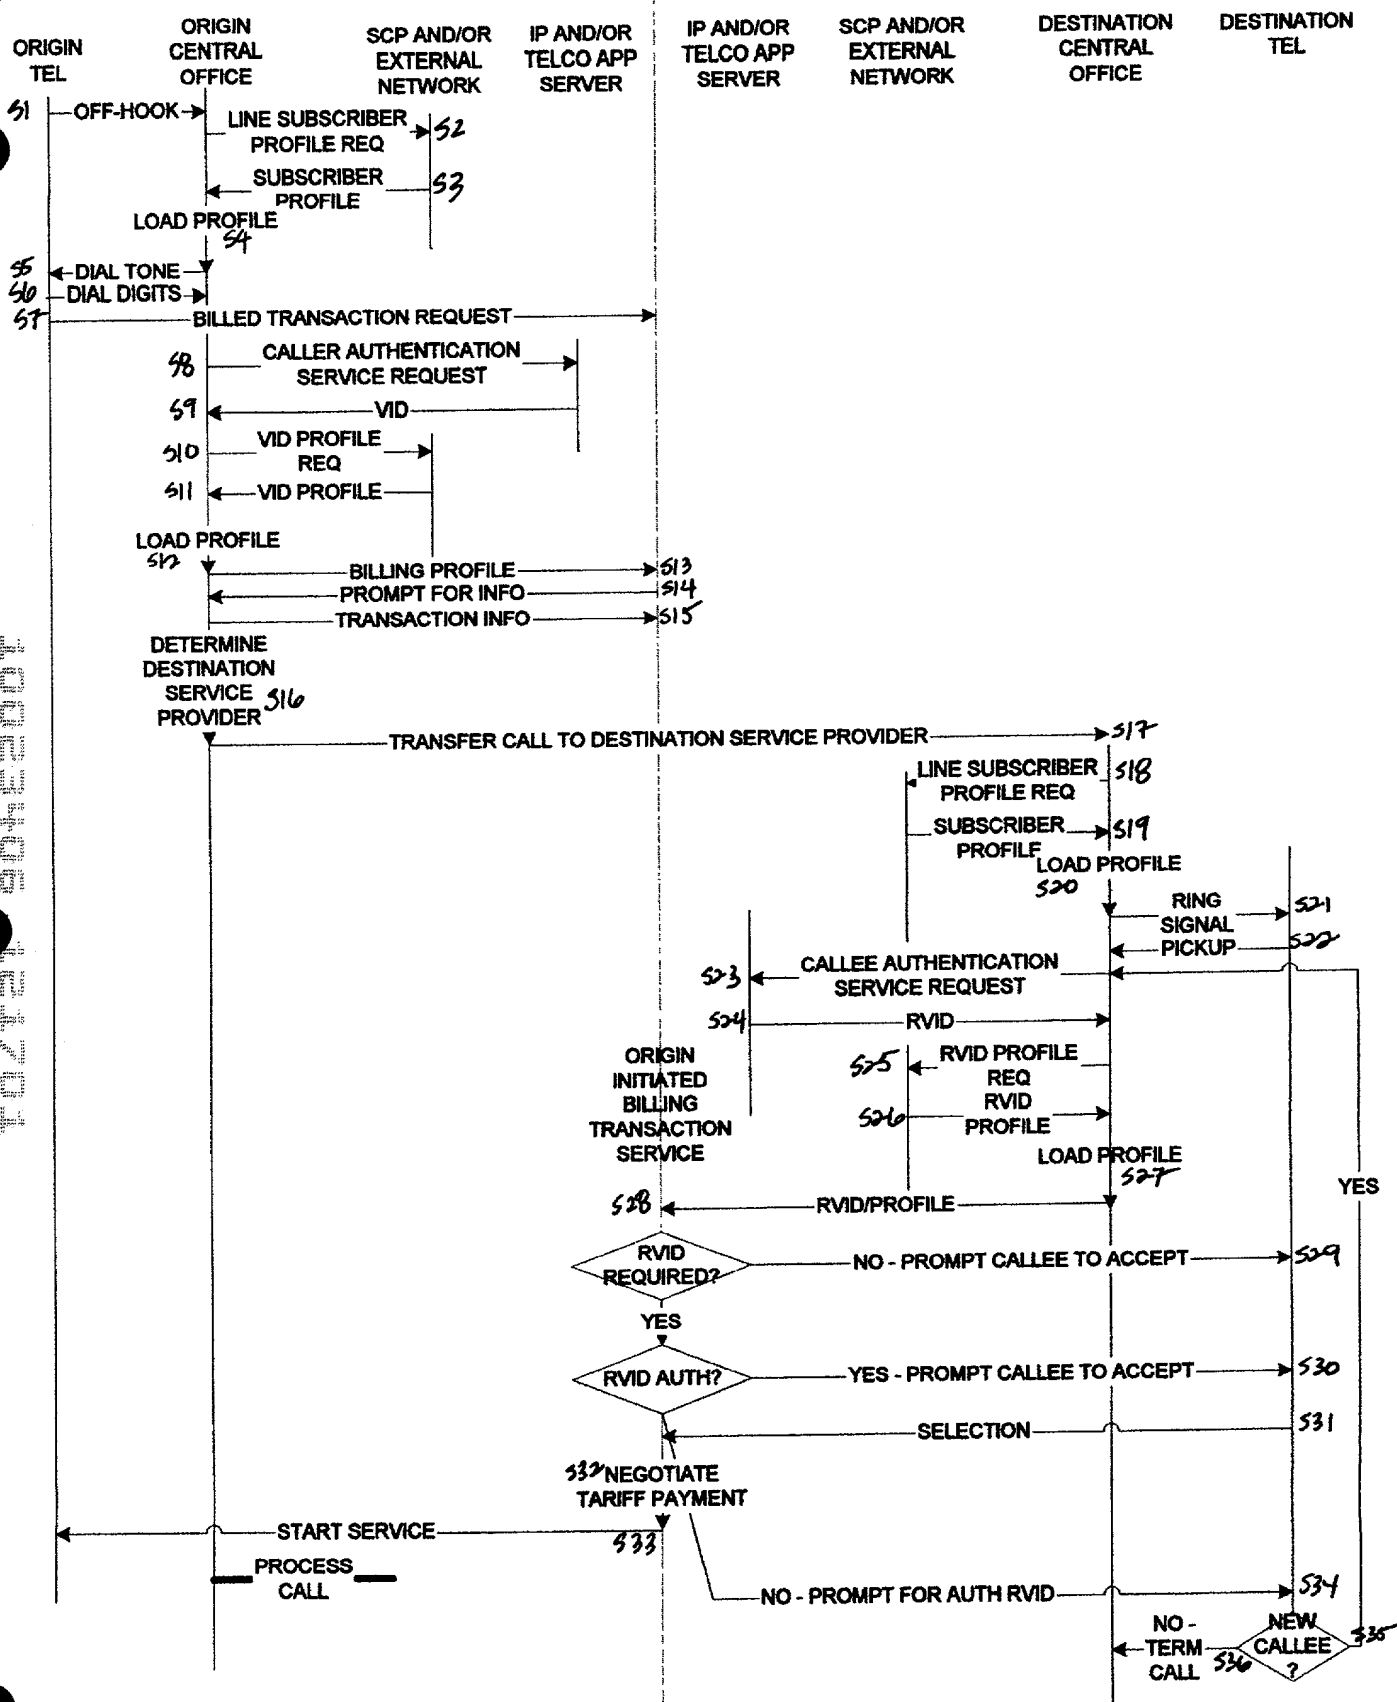 ORIGIN
TEL
ORIGIN
CENTRAL
OFFICE
SCP AND/OR
EXTERNAL
NETWORK
IP AND/OR
TELCO APP
SERVER
IP AND/OR
TELCO APP
SERVER
SCP AND/OR
EXTERNAL
NETWORK
DESTINATION
CENTRAL
OFFICE
DESTINATION
TEL
S1 OFF-HOOK
LINE SUBSCRIBER
PROFILE REQ
S2
SUBSCRIBER
PROFILE
S3
LOAD PROFILE
S4
S5 DIAL TONE
S6 DIAL DIGITS
S7 BILLED TRANSACTION REQUEST
S8 CALLER AUTHENTICATION
SERVICE REQUEST
S9 VID
S10 VID PROFILE
REQ
S11 VID PROFILE
LOAD PROFILE
S12
BILLING PROFILE S13
PROMPT FOR INFO S14
TRANSACTION INFO S15
DETERMINE
DESTINATION
SERVICE
PROVIDER
S16
TRANSFER CALL TO DESTINATION SERVICE PROVIDER S17
LINE SUBSCRIBER
PROFILE REQ
S18
SUBSCRIBER
PROFILE
S19
LOAD PROFILE
S20
RING
SIGNAL
S21
PICKUP S22
S23 CALLEE AUTHENTICATION
SERVICE REQUEST
S24 RVID
ORIGIN
INITIATED
BILLING
TRANSACTION
SERVICE
S25 RVID PROFILE
REQ
S26 RVID
PROFILE
LOAD PROFILE
S27
YES
S28 RVID/PROFILE
RVID
REQUIRED?
NO - PROMPT CALLEE TO ACCEPT S29
YES
RVID AUTH?
YES - PROMPT CALLEE TO ACCEPT S30
SELECTION S31
S32 NEGOTIATE
TARIFF PAYMENT
START SERVICE S33
PROCESS
CALL
NO - PROMPT FOR AUTH RVID S34
NO -
TERM
CALL
S36
NEW
CALLEE
?
S35